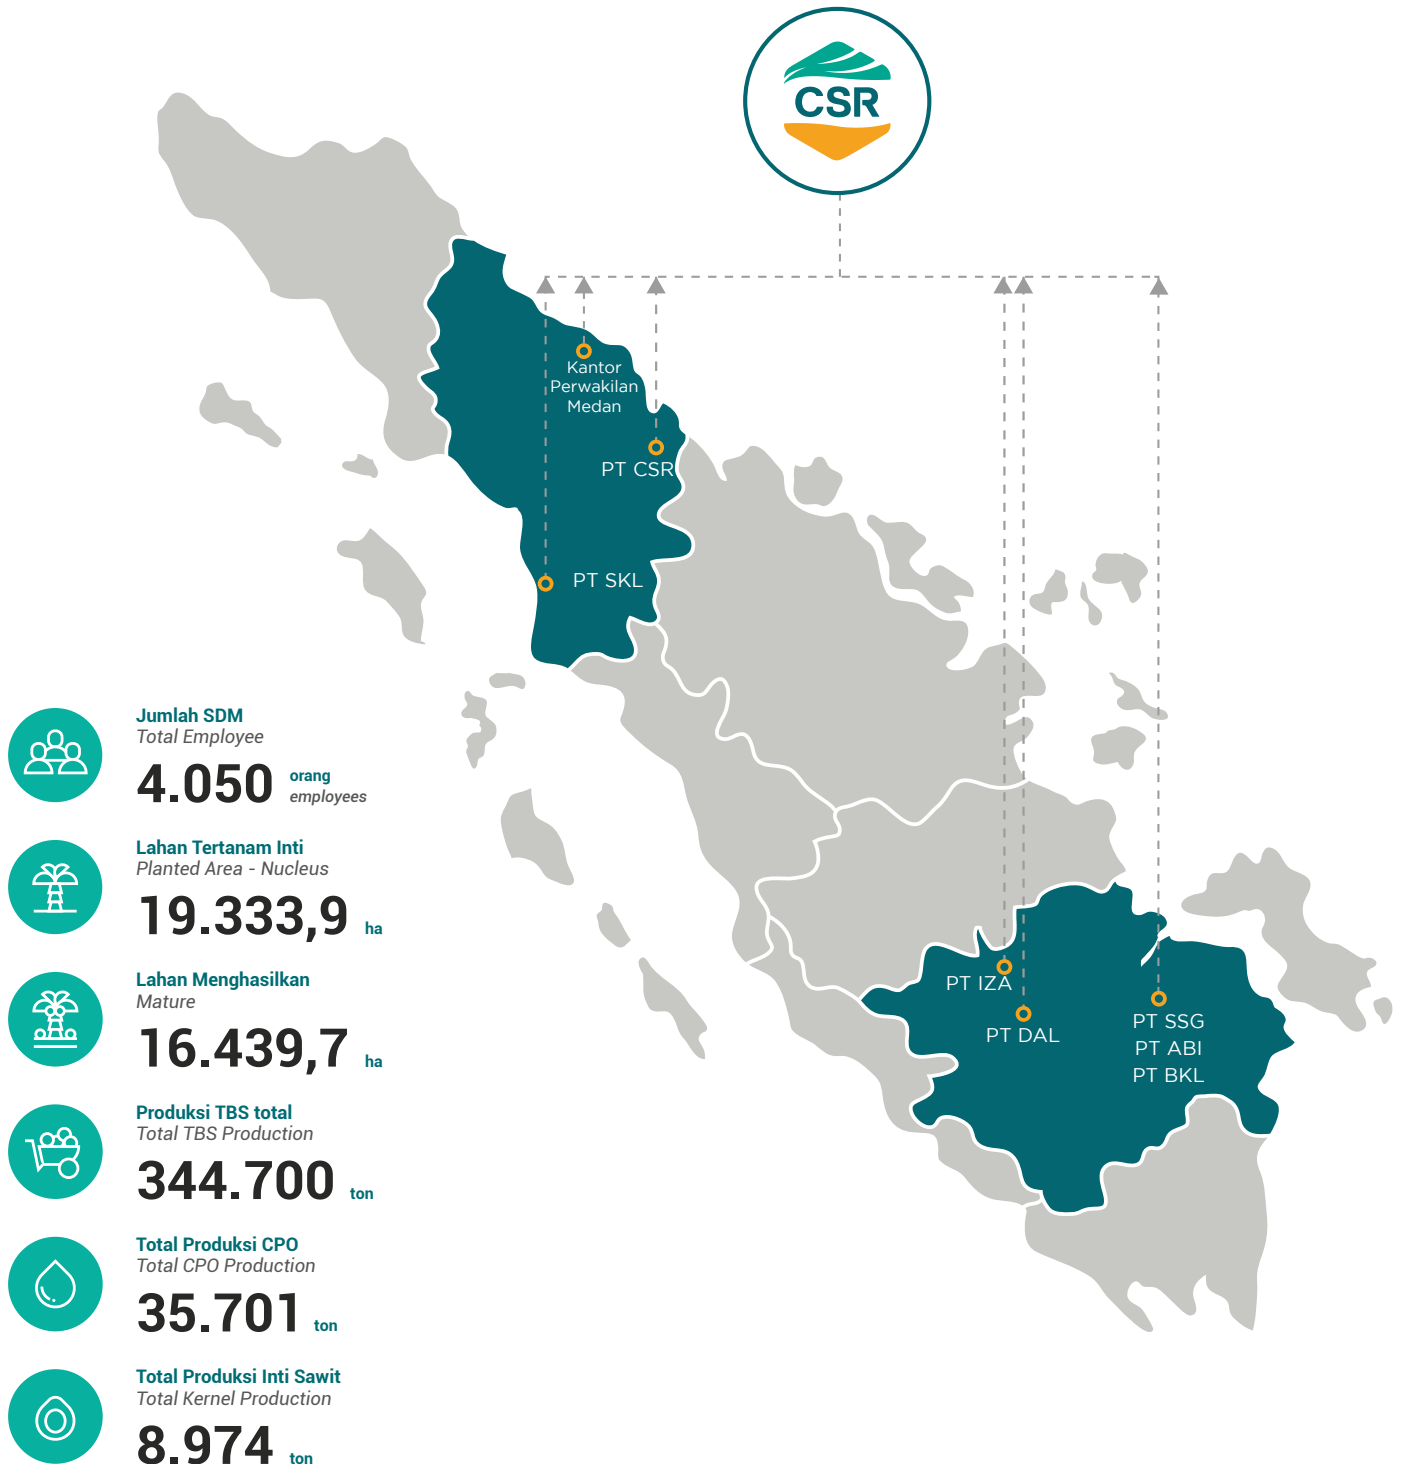 CSR
Kantor
Perwakilan
Medan
PT CSR
PT SKL
PT IZA
PT DAL
PT SSG
PT ABI
PT BKL
Jumlah SDM
Total Employee
4.050 orang
employees
Lahan Tertanam Inti
Planted Area - Nucleus
19.333,9 ha
Lahan Menghasilkan
Mature
16.439,7 ha
Produksi TBS total
Total TBS Production
344.700 ton
Total Produksi CPO
Total CPO Production
35.701 ton
Total Produksi Inti Sawit
Total Kernel Production
8.974 ton